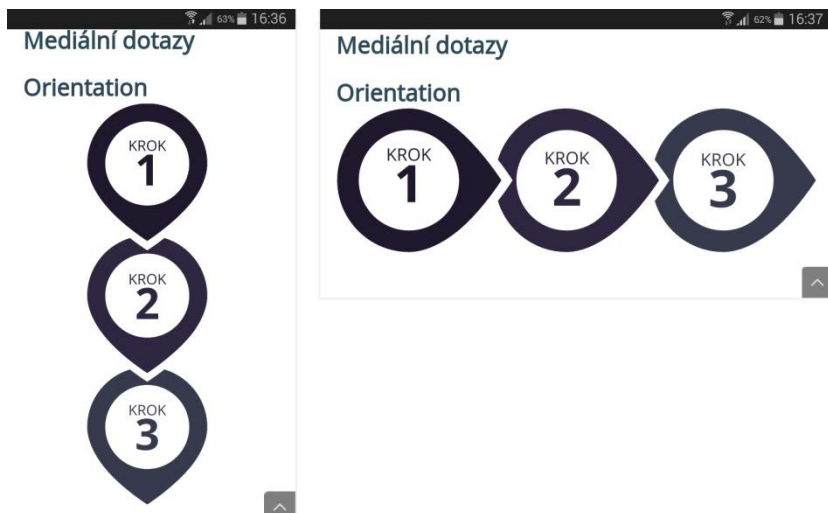 63% 16:36
Mediální dotazy
Orientation
KROK
1
KROK
2
KROK
3
62% 16:37
Mediální dotazy
Orientation
KROK
1
KROK
2
KROK
3